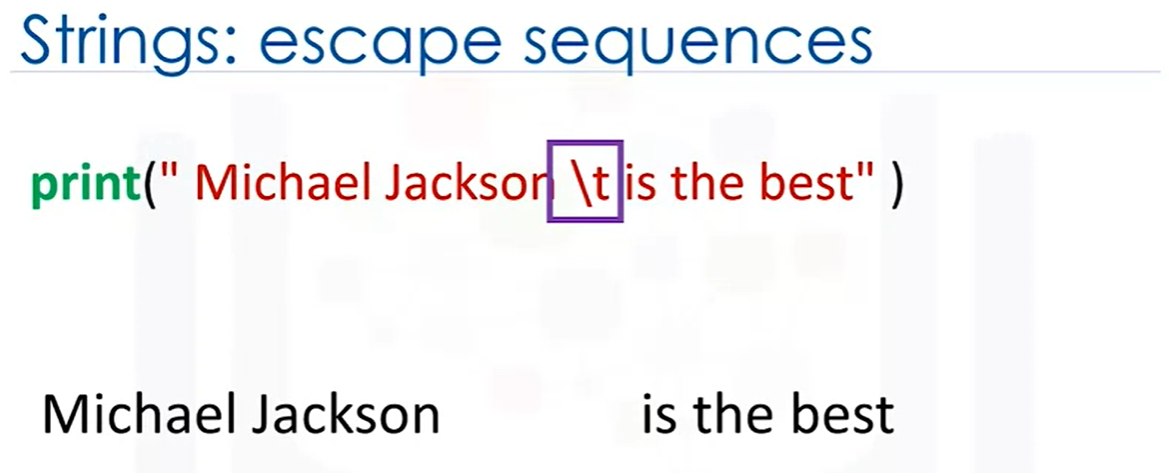 Strings: escape sequences
print(" Michael Jackson \t is the best" )
Michael Jackson is the best